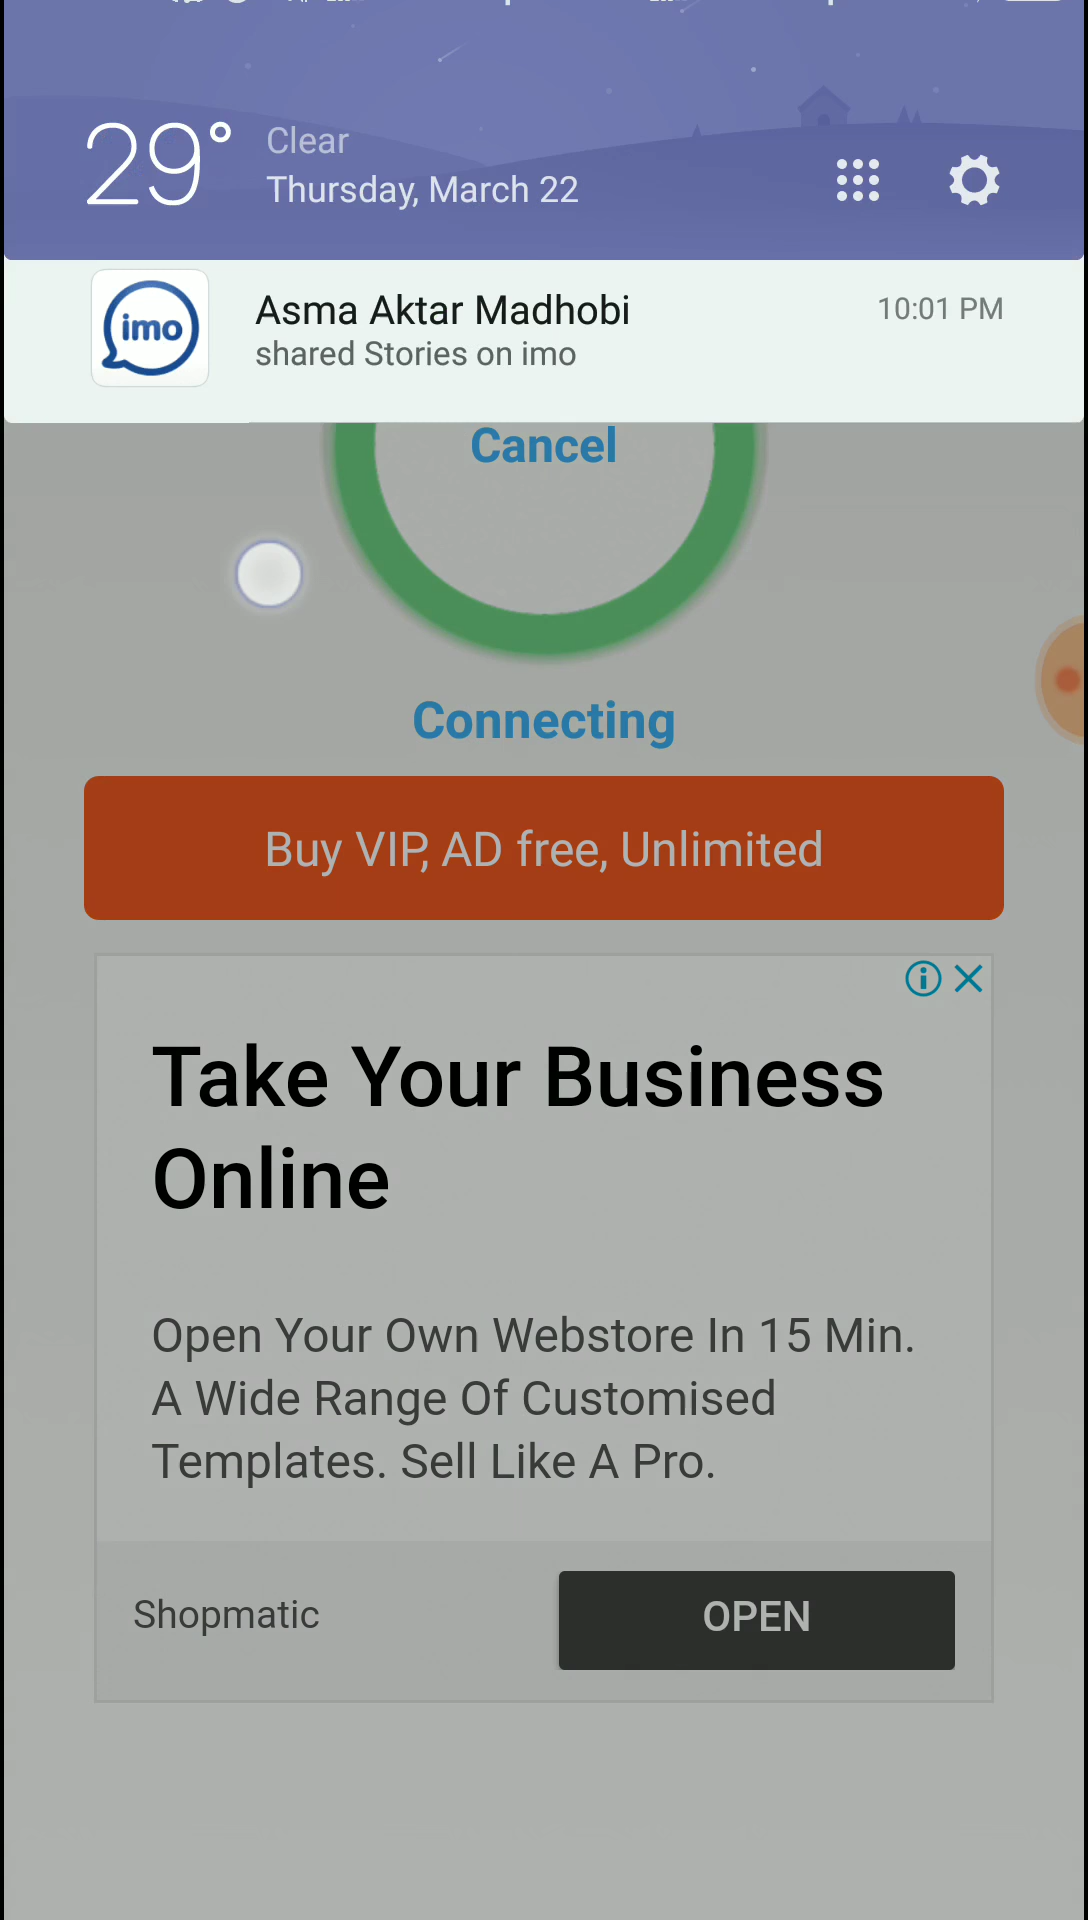 29°
Clear
Thursday, March 22
imo
Asma Aktar Madhobi
10:01 PM
shared Stories on imo
Cancel
Connecting
Buy VIP, AD free, Unlimited
Take Your Business
Online
Open Your Own Webstore In 15 Min.
A Wide Range Of Customised
Templates. Sell Like A Pro.
Shopmatic
OPEN